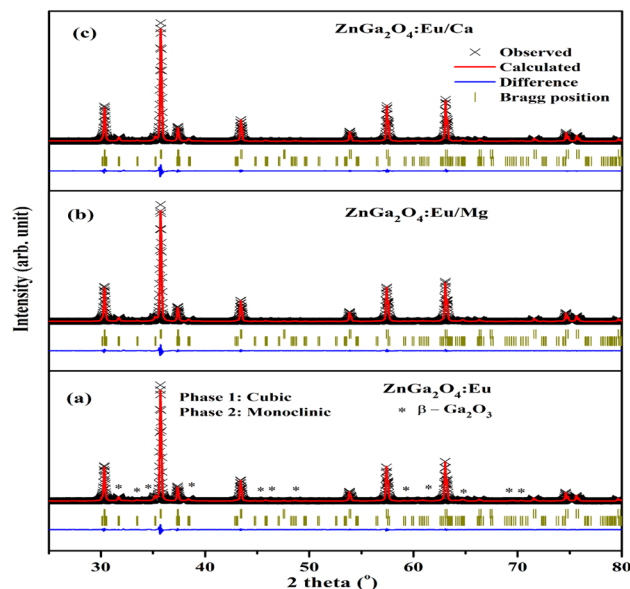 (c)
ZnGa₂O₄:Eu/Ca
Observed
Calculated
Difference
Bragg position
(b)
ZnGa₂O₄:Eu/Mg
(a)
Phase 1: Cubic
Phase 2: Monoclinic
ZnGa₂O₄:Eu
* β – Ga₂O₃
Intensity (arb. unit)
30 40 50 60 70 80
2 theta (°)